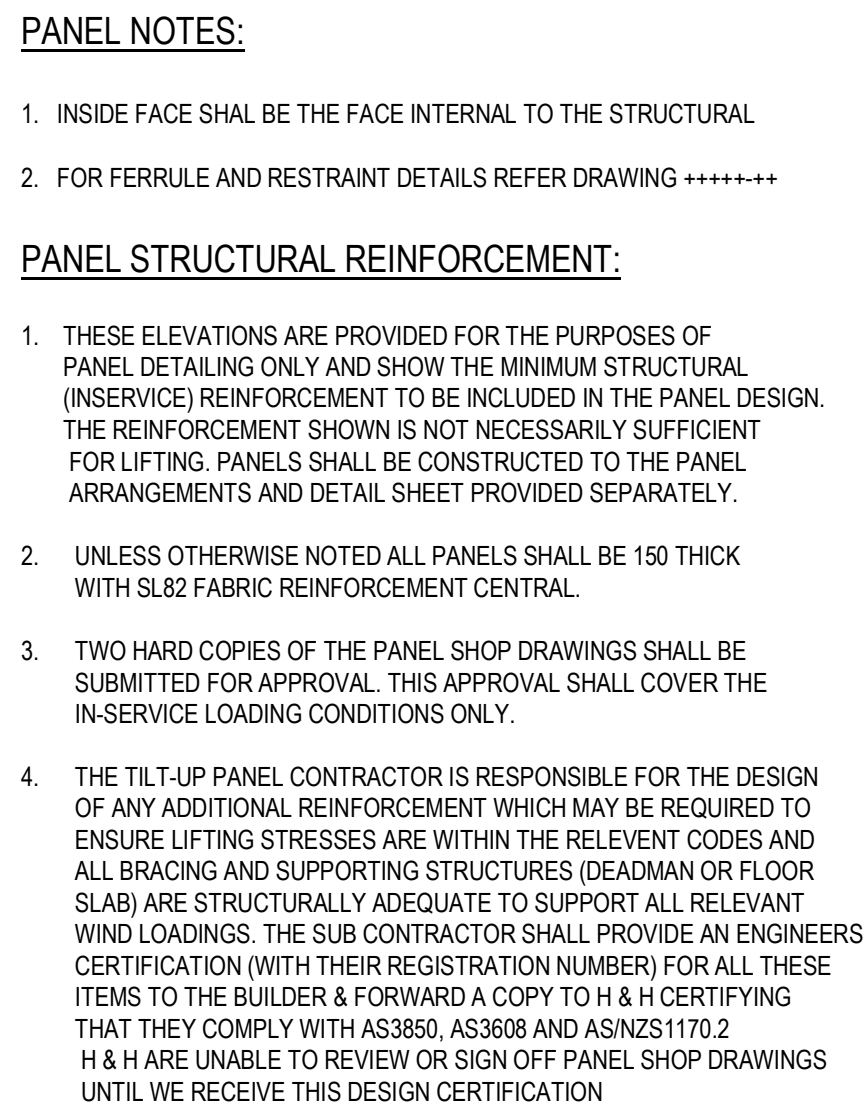 PANEL NOTES:
1. INSIDE FACE SHAL BE THE FACE INTERNAL TO THE STRUCTURAL
2. FOR FERRULE AND RESTRAINT DETAILS REFER DRAWING +++++-++
PANEL STRUCTURAL REINFORCEMENT:
1. THESE ELEVATIONS ARE PROVIDED FOR THE PURPOSES OF
PANEL DETAILING ONLY AND SHOW THE MINIMUM STRUCTURAL
(INSERVICE) REINFORCEMENT TO BE INCLUDED IN THE PANEL DESIGN.
THE REINFORCEMENT SHOWN IS NOT NECESSARILY SUFFICIENT
FOR LIFTING. PANELS SHALL BE CONSTRUCTED TO THE PANEL
ARRANGEMENTS AND DETAIL SHEET PROVIDED SEPARATELY.
2. UNLESS OTHERWISE NOTED ALL PANELS SHALL BE 150 THICK
WITH SL82 FABRIC REINFORCEMENT CENTRAL.
3. TWO HARD COPIES OF THE PANEL SHOP DRAWINGS SHALL BE
SUBMITTED FOR APPROVAL. THIS APPROVAL SHALL COVER THE
IN-SERVICE LOADING CONDITIONS ONLY.
4. THE TILT-UP PANEL CONTRACTOR IS RESPONSIBLE FOR THE DESIGN
OF ANY ADDITIONAL REINFORCEMENT WHICH MAY BE REQUIRED TO
ENSURE LIFTING STRESSES ARE WITHIN THE RELEVENT CODES AND
ALL BRACING AND SUPPORTING STRUCTURES (DEADMAN OR FLOOR
SLAB) ARE STRUCTURALLY ADEQUATE TO SUPPORT ALL RELEVANT
WIND LOADINGS. THE SUB CONTRACTOR SHALL PROVIDE AN ENGINEERS
CERTIFICATION (WITH THEIR REGISTRATION NUMBER) FOR ALL THESE
ITEMS TO THE BUILDER & FORWARD A COPY TO H & H CERTIFYING
THAT THEY COMPLY WITH AS3850, AS3608 AND AS/NZS1170.2
H & H ARE UNABLE TO REVIEW OR SIGN OFF PANEL SHOP DRAWINGS
UNTIL WE RECEIVE THIS DESIGN CERTIFICATION